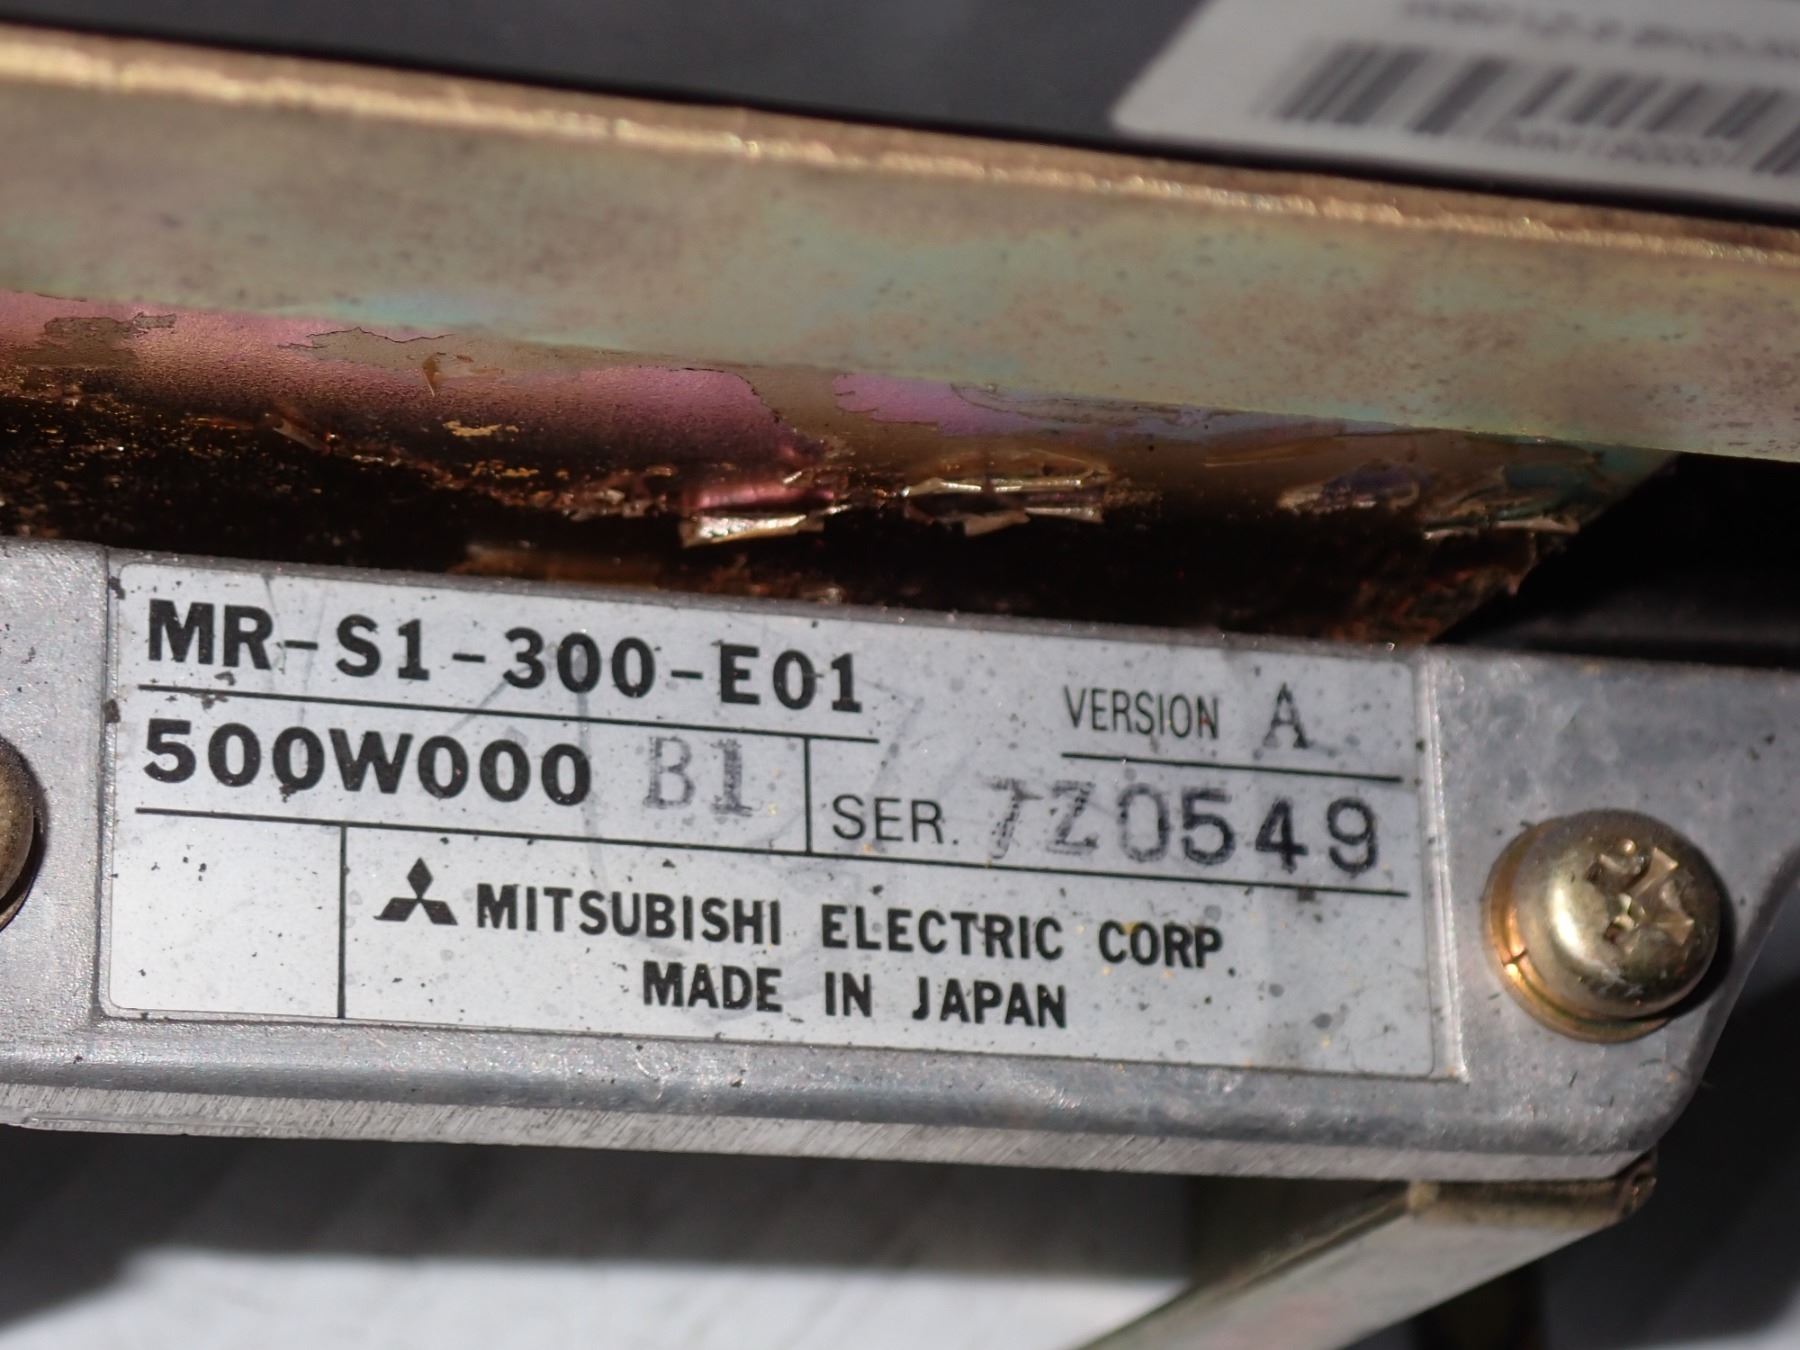 MR-S1-300-E01
VERSION A
500W000 B1
SER. 7Z0549
MITSUBISHI ELECTRIC CORP.
MADE IN JAPAN